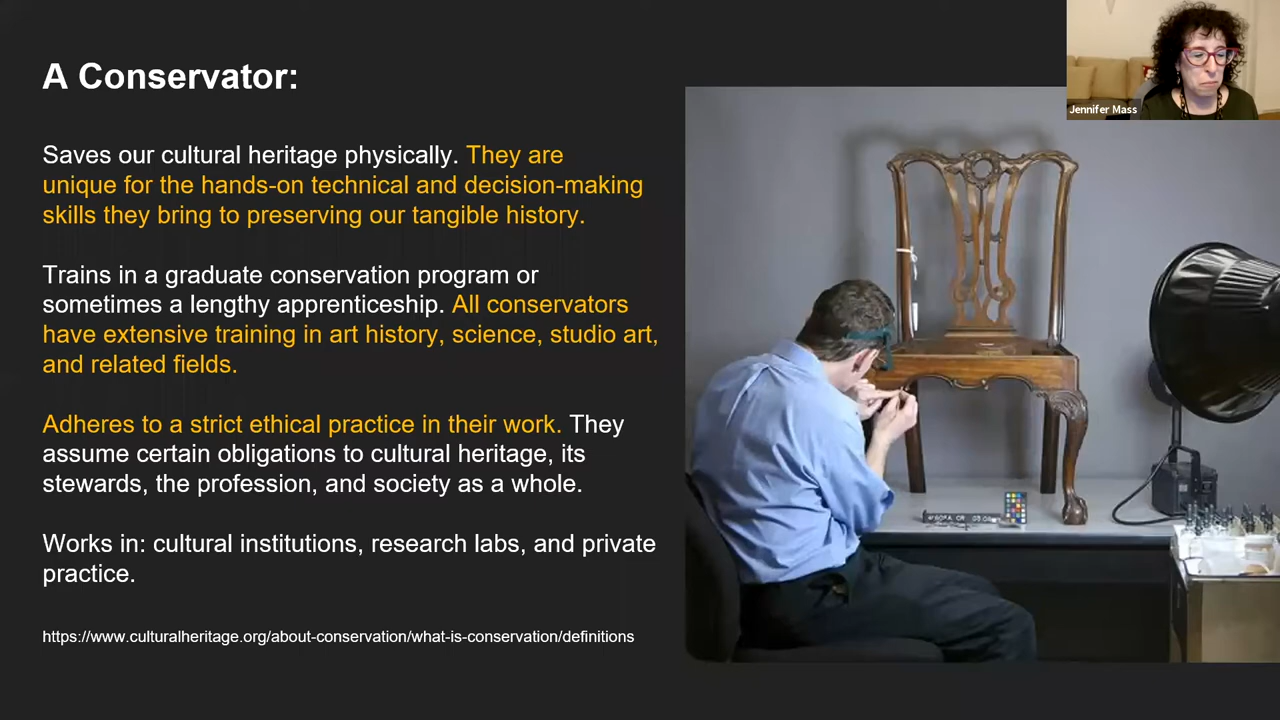 A Conservator:
Saves our cultural heritage physically. They are
unique for the hands-on technical and decision-making
skills they bring to preserving our tangible history.
Trains in a graduate conservation program or
sometimes a lengthy apprenticeship. All conservators
have extensive training in art history, science, studio art,
and related fields.
Adheres to a strict ethical practice in their work. They
assume certain obligations to cultural heritage, its
stewards, the profession, and society as a whole.
Works in: cultural institutions, research labs, and private
practice.
https://www.culturalheritage.org/about-conservation/what-is-conservation/definitions
Jennifer Mass